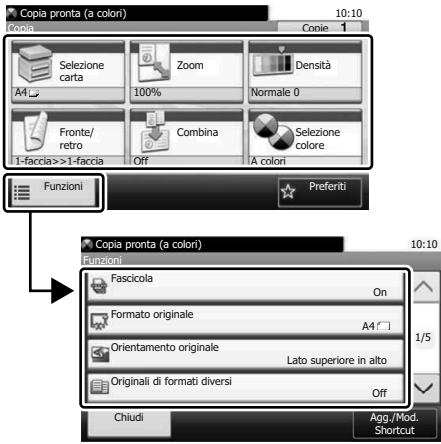 Copia pronta (a colori) 10:10
Copia Copie 1
Selezione
carta
A4
Zoom
100%
Densità
Normale 0
Fronte/
retro
1-faccia>>1-faccia
Combina
Off
Selezione
colore
A colori
Funzioni
Preferiti
Copia pronta (a colori) 10:10
Funzioni
Fascicola
On
Formato originale
A4
Orientamento originale
Lato superiore in alto
Originali di formati diversi
Off
1/5
Chiudi
Agg./Mod.
Shortcut